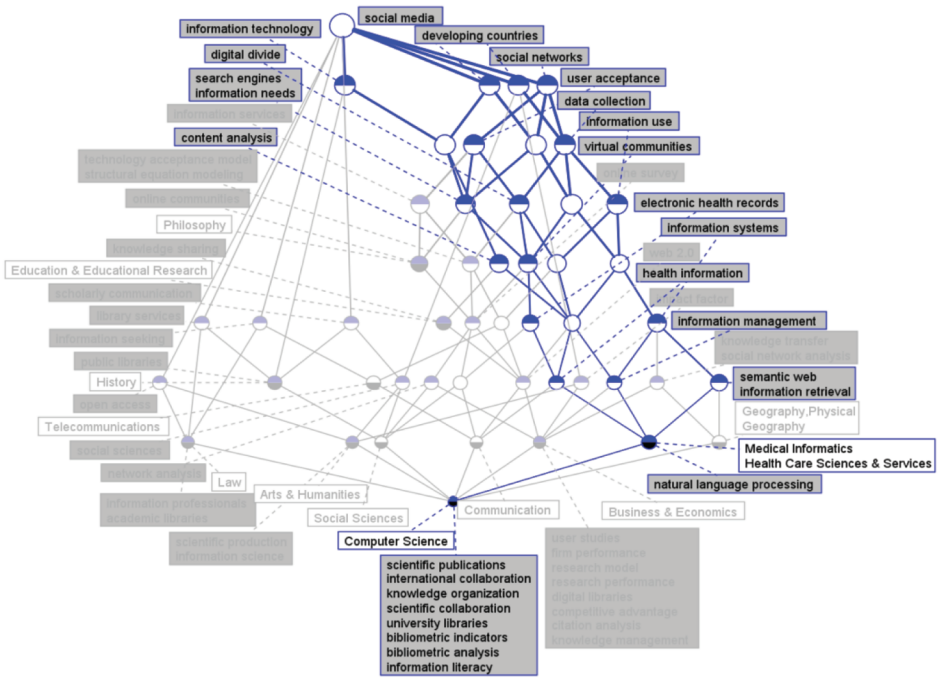 social media
information technology
developing countries
digital divide
social networks
search engines
information needs
user acceptance
data collection
information services
information use
content analysis
virtual communities
technology acceptance model
structural equation modeling
online survey
online communities
electronic health records
Philosophy
information systems
knowledge sharing
web 2.0
Education & Educational Research
health information
scholarly communication
impact factor
library services
information management
information seeking
knowledge transfer
social network analysis
public libraries
History
semantic web
information retrieval
open access
Geography,Physical
Geography
Telecommunications
social sciences
Medical Informatics
Health Care Sciences & Services
network analysis
Law
natural language processing
Arts & Humanities
information professionals
academic libraries
Social Sciences
Communication
Business & Economics
scientific production
information science
Computer Science
user studies
firm performance
research model
research performance
digital libraries
competitive advantage
citation analysis
knowledge management
scientific publications
international collaboration
knowledge organization
scientific collaboration
university libraries
bibliometric indicators
bibliometric analysis
information literacy